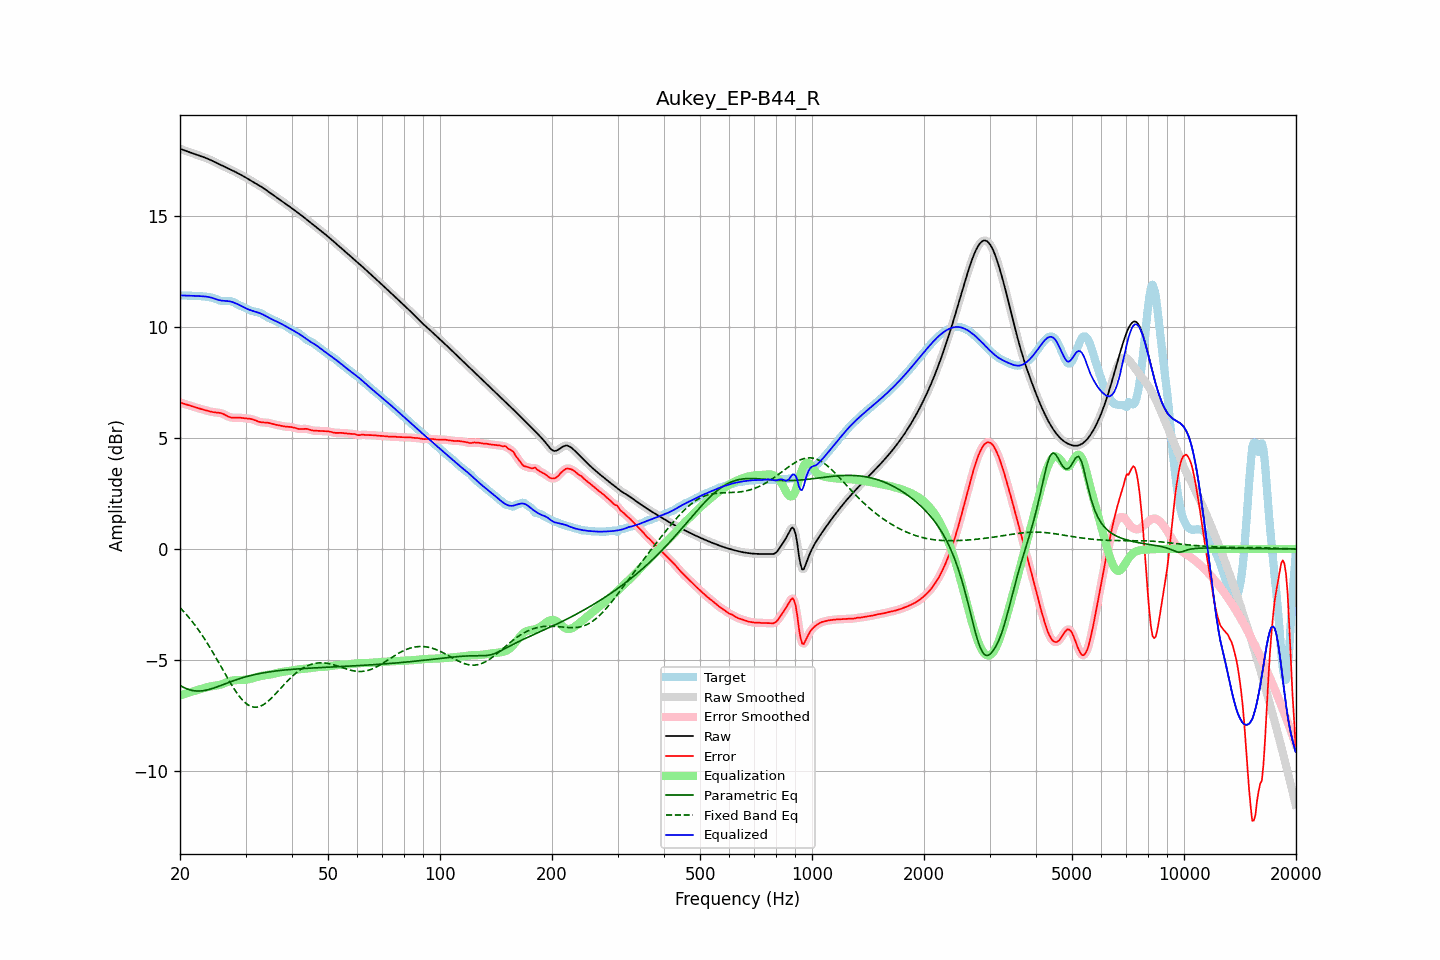 Aukey_EP-B44_R
Amplitude (dBr)
15
10
5
0
−5
−10
Target
Raw Smoothed
Error Smoothed
Raw
Error
Equalization
Parametric Eq
Fixed Band Eq
Equalized
20 50 100 200 500 1000 2000 5000 10000 20000
Frequency (Hz)